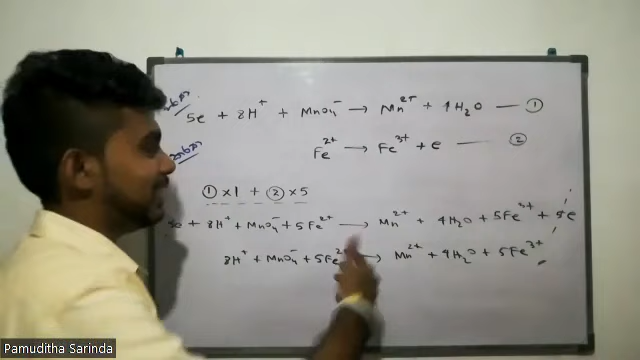 5e + 8H⁺ + MnO₄⁻ → Mn²⁺ + 4H₂O — ①
Fe²⁺ → Fe³⁺ + e — ②
① ×1 + ② ×5
5e + 8H⁺ + MnO₄⁻ + 5Fe²⁺ → Mn²⁺ + 4H₂O + 5Fe³⁺ + 5e
8H⁺ + MnO₄⁻ + 5Fe²⁺ → Mn²⁺ + 4H₂O + 5Fe³⁺
Pamuditha Sarinda